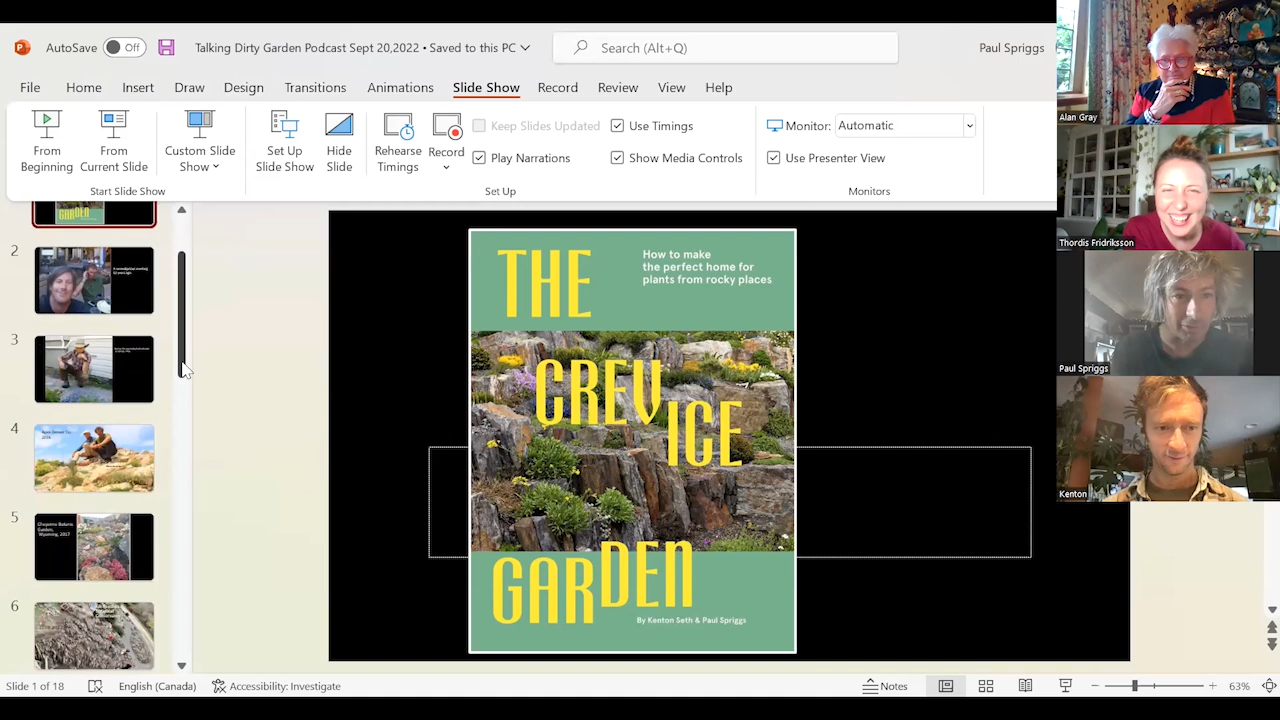 AutoSave
Off
Talking Dirty Garden Podcast Sept 20,2022 • Saved to this PC
Search (Alt+Q)
Paul Spriggs
File
Home
Insert
Draw
Design
Transitions
Animations
Slide Show
Record
Review
View
Help
From
Beginning
From
Current Slide
Custom Slide
Show
Start Slide Show
Set Up
Slide Show
Hide
Slide
Rehearse
Timings
Record
Keep Slides Updated
Use Timings
Play Narrations
Show Media Controls
Set Up
Monitor:
Automatic
Use Presenter View
Monitors
GARDEN
2
3
4
5
Cheyenne Botanic
Garden,
Wyoming, 2017
6
THE
How to make
the perfect home for
plants from rocky places
CREV
ICE
GARDEN
By Kenton Seth & Paul Spriggs
Alan Gray
Thordis Fridriksson
Paul Spriggs
Kenton
Slide 1 of 18
English (Canada)
Accessibility: Investigate
Notes
63%